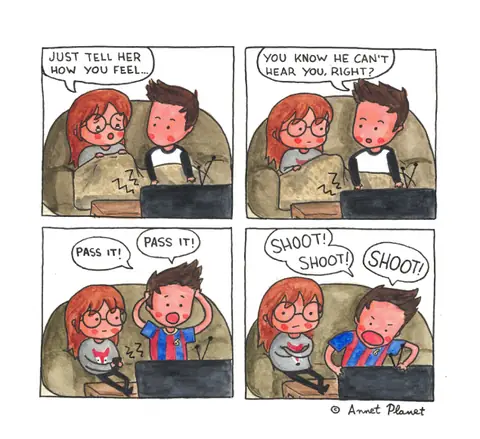 JUST TELL HER
HOW YOU FEEL...
YOU KNOW HE CAN'T
HEAR YOU, RIGHT?
PASS IT!
PASS IT!
SHOOT!
SHOOT!
SHOOT!
© Annet Planet